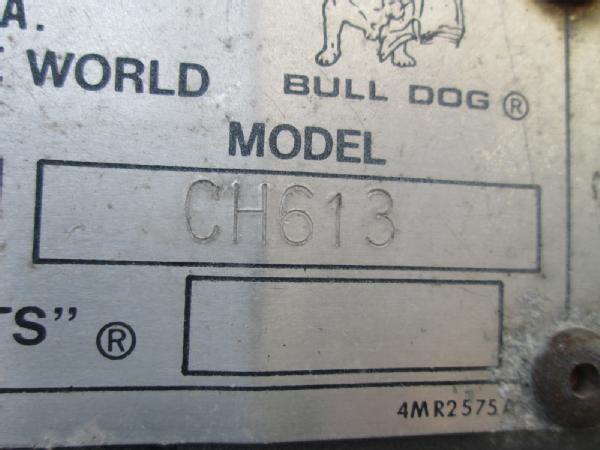 A.
WORLD
BULL DOG ®
MODEL
CH613
TS" ®
4MR2575A